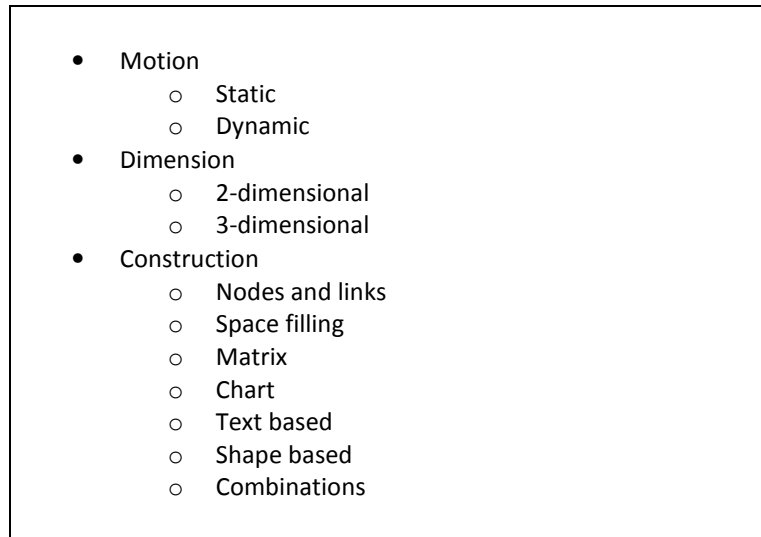 • Motion
o Static
o Dynamic
• Dimension
o 2-dimensional
o 3-dimensional
• Construction
o Nodes and links
o Space filling
o Matrix
o Chart
o Text based
o Shape based
o Combinations